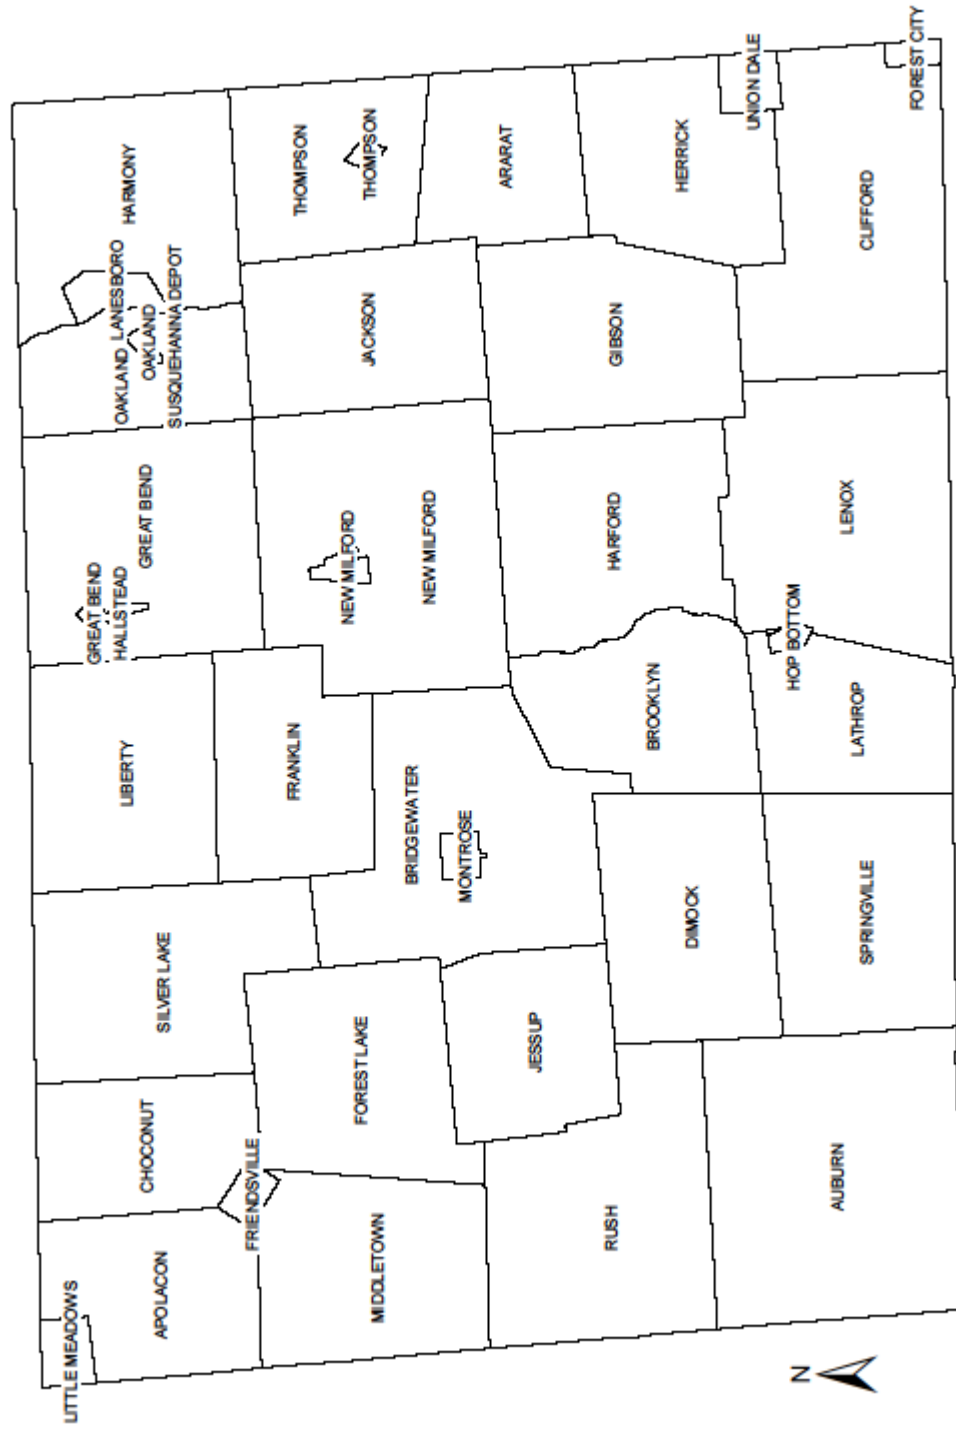 LITTLE MEADOWS
APOLACON
CHOCONUT
FRIENDSVILLE
SILVER LAKE
LIBERTY
GREAT BEND
HALLSTEAD
GREAT BEND
OAKLAND
LANESBORO
OAKLAND
SUSQUEHANNA DEPOT
HARMONY
MIDDLETOWN
FOREST LAKE
FRANKLIN
NEW MILFORD
NEW MILFORD
JACKSON
THOMPSON
THOMPSON
BRIDGEWATER
MONTROSE
ARARAT
RUSH
JESSUP
DIMOCK
BROOKLYN
HARFORD
GIBSON
HERRICK
UNION DALE
AUBURN
SPRINGVILLE
LATHROP
HOP BOTTOM
LENOX
CLIFFORD
FOREST CITY
N